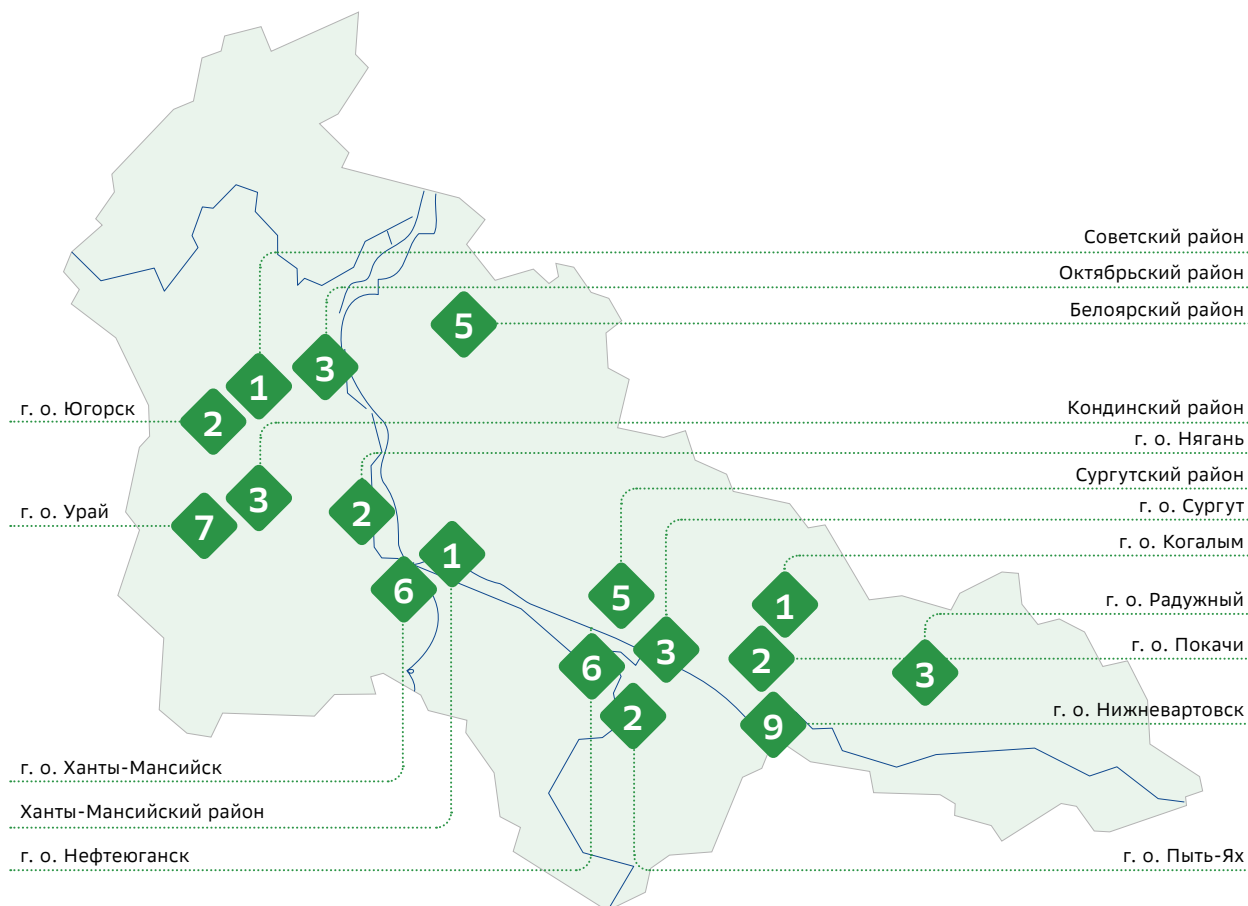 Советский район
Октябрьский район
Белоярский район
5
3
1
г. о. Югорск
2
Кондинский район
г. о. Нягань
Сургутский район
3
г. о. Сургут
г. о. Урай
7
2
г. о. Когалым
1
6
5
1
г. о. Радужный
3
2
г. о. Покачи
6
3
2
9
г. о. Нижневартовск
г. о. Ханты-Мансийск
Ханты-Мансийский район
г. о. Нефтеюганск
г. о. Пыть-Ях